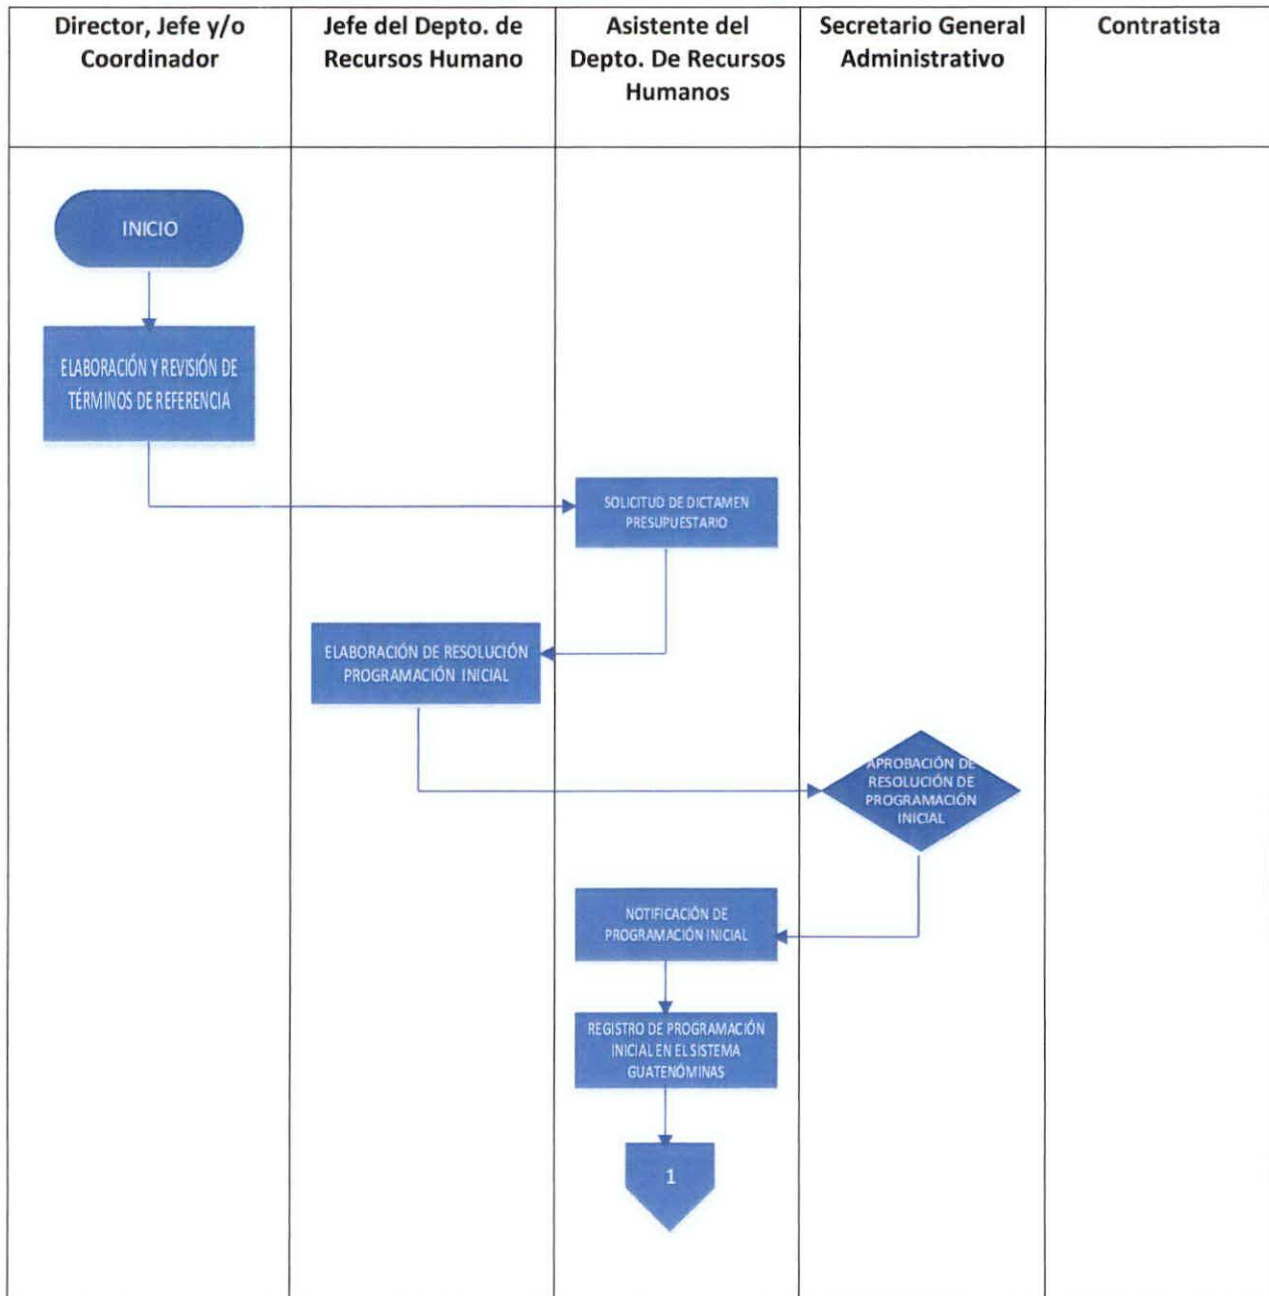 Director, Jefe y/o
Coordinador
Jefe del Depto. de
Recursos Humano
Asistente del
Depto. De Recursos
Humanos
Secretario General
Administrativo
Contratista
INICIO
ELABORACIÓN Y REVISIÓN DE
TÉRMINOS DE REFERENCIA
SOLICITUD DE DICTAMEN
PRESUPUESTARIO
ELABORACIÓN DE RESOLUCIÓN
PROGRAMACIÓN INICIAL
APROBACIÓN DE
RESOLUCIÓN DE
PROGRAMACIÓN
INICIAL
NOTIFICACIÓN DE
PROGRAMACIÓN INICIAL
REGISTRO DE PROGRAMACIÓN
INICIAL EN EL SISTEMA
GUATENÓMINAS
1